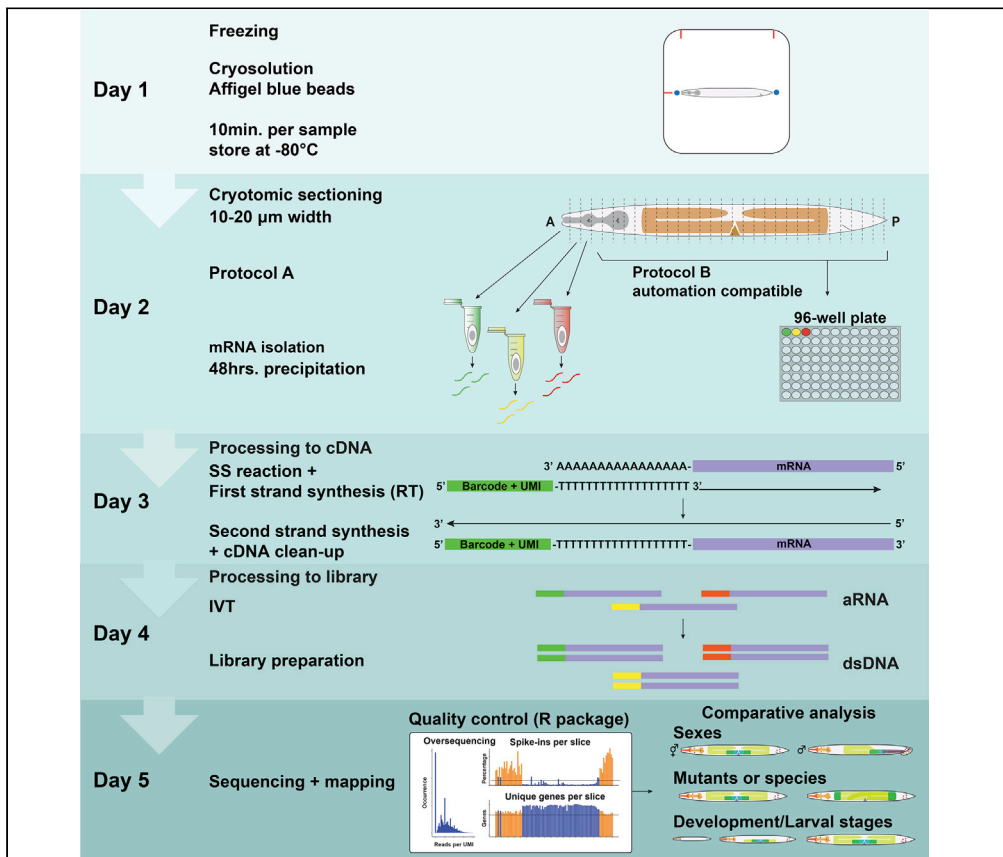 Day 1
Freezing
Cryosolution
Affigel blue beads
10min. per sample
store at -80°C
Day 2
Cryotomic sectioning
10-20 µm width
A
P
Protocol A
Protocol B
automation compatible
96-well plate
mRNA isolation
48hrs. precipitation
Day 3
Processing to cDNA
SS reaction +
First strand synthesis (RT)
3' AAAAAAAAAAAAAAAA- mRNA 5'
5' Barcode + UMI -TTTTTTTTTTTTTTTTTT 3'
Second strand synthesis
+ cDNA clean-up
3' 5'
5' Barcode + UMI -TTTTTTTTTTTTTTTTTT- mRNA 3'
Day 4
Processing to library
IVT
aRNA
Library preparation
dsDNA
Day 5
Sequencing + mapping
Quality control (R package)
Oversequencing
Occurrence
Reads per UMI
Spike-ins per slice
Percentage
Unique genes per slice
Genes
Comparative analysis
Sexes
⚥ ♂
Mutants or species
Development/Larval stages